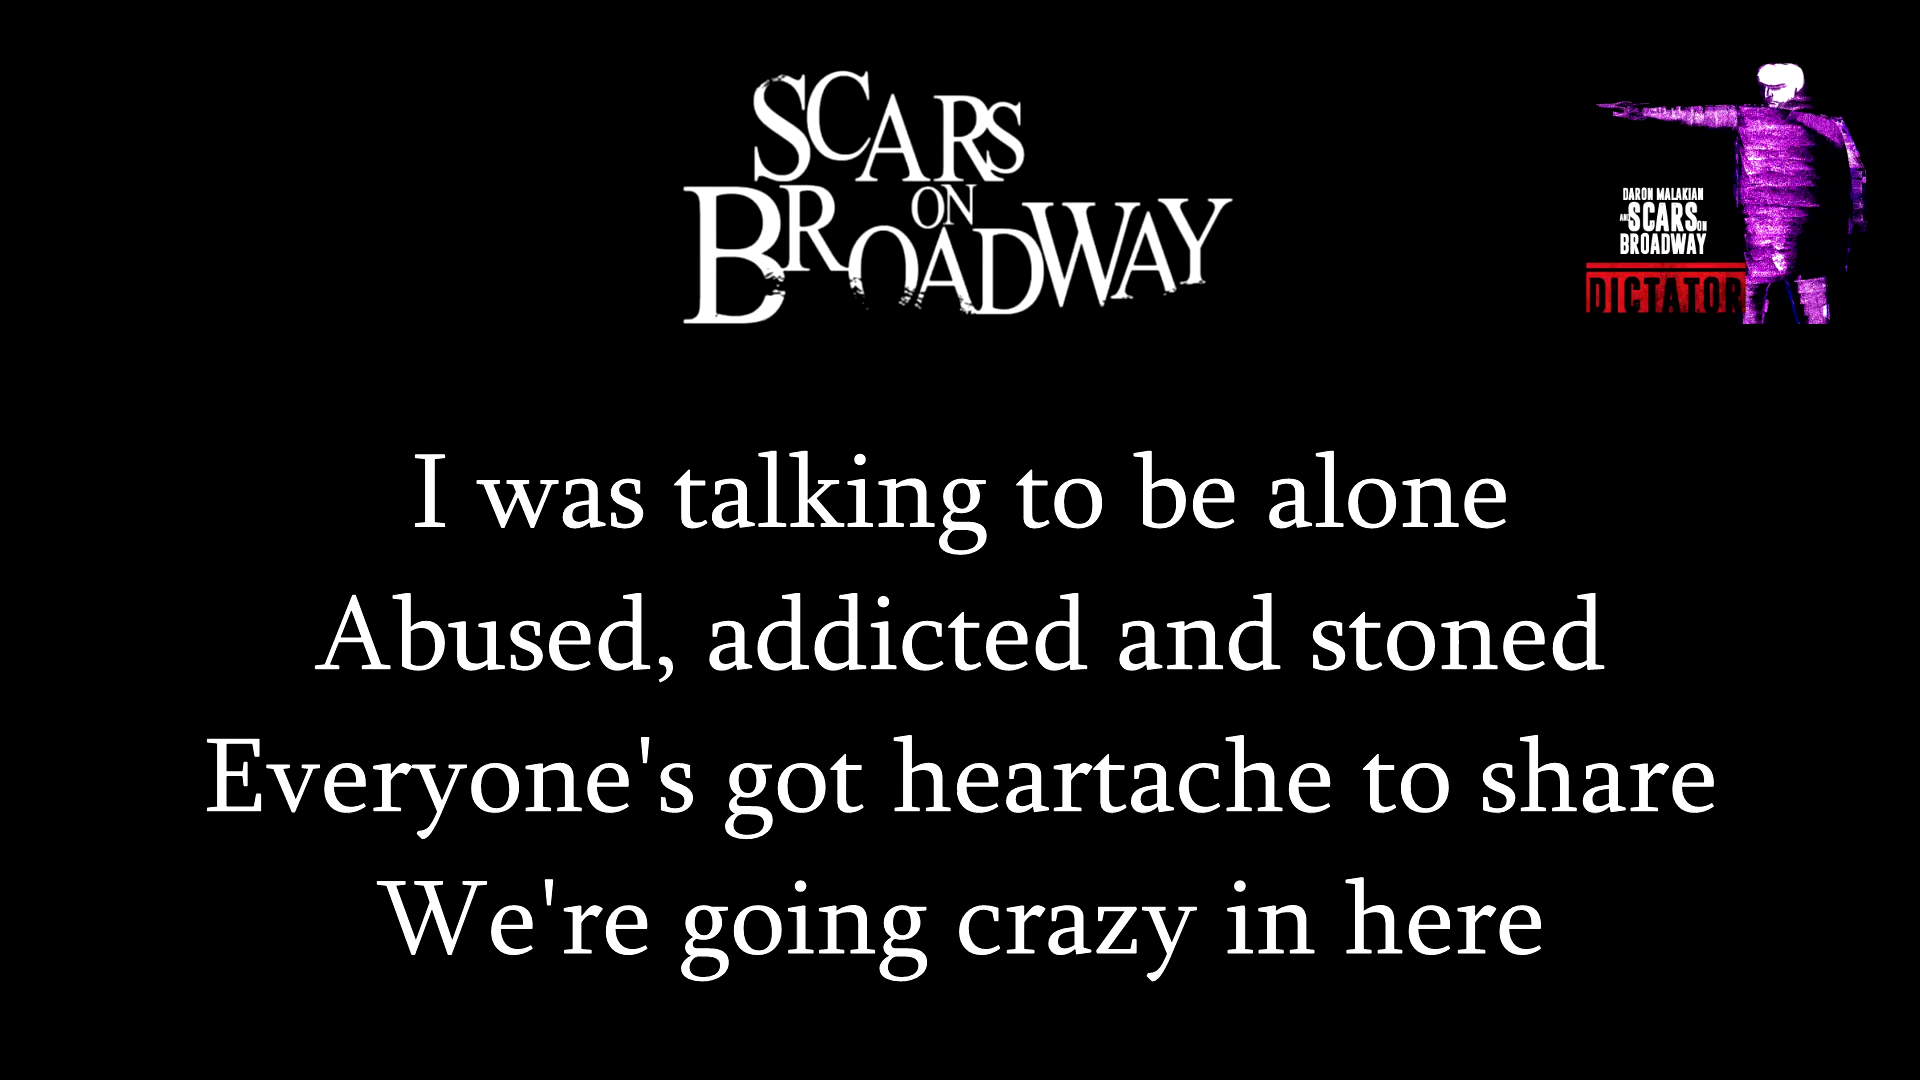 SCARS
ON
BROADWAY
DARON MALAKIAN
AND SCARS ON
BROADWAY
DICTATOR
I was talking to be alone
Abused, addicted and stoned
Everyone's got heartache to share
We're going crazy in here